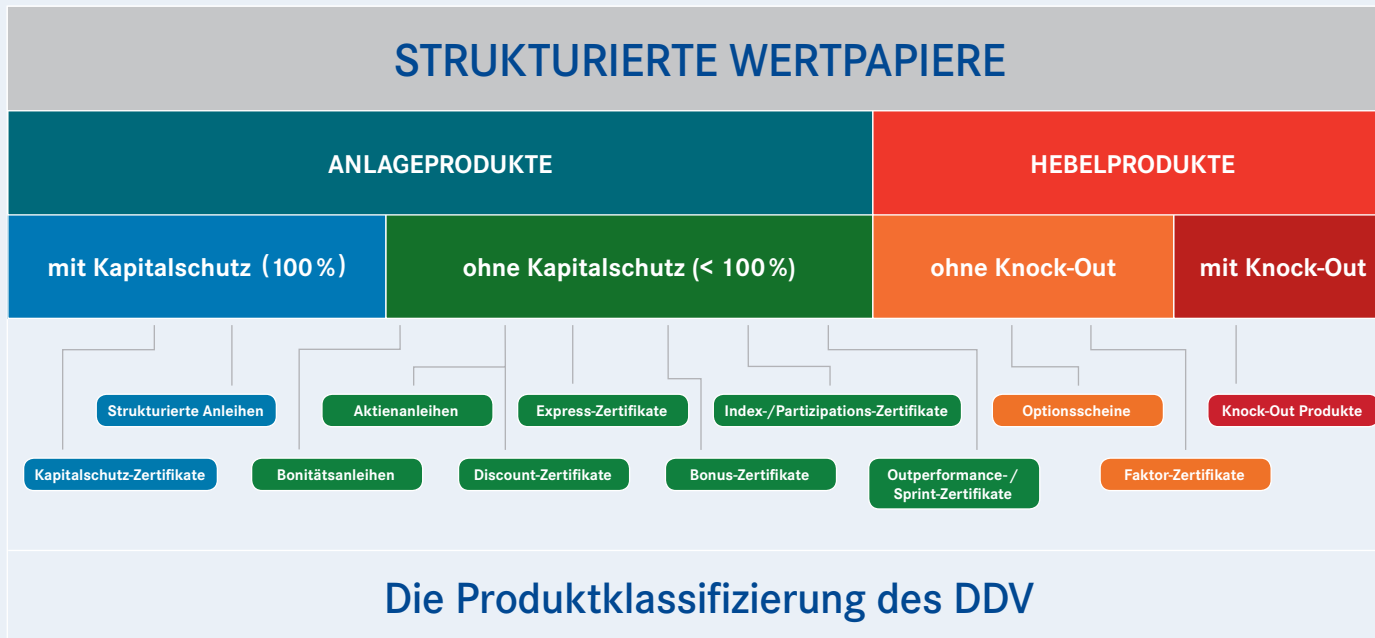 STRUKTURIERTE WERTPAPIERE
ANLAGEPRODUKTE
HEBELPRODUKTE
mit Kapitalschutz (100 %)
ohne Kapitalschutz (< 100 %)
ohne Knock-Out
mit Knock-Out
Strukturierte Anleihen
Aktienanleihen
Express-Zertifikate
Index-/Partizipations-Zertifikate
Optionsscheine
Knock-Out Produkte
Kapitalschutz-Zertifikate
Bonitätsanleihen
Discount-Zertifikate
Bonus-Zertifikate
Outperformance-/
Sprint-Zertifikate
Faktor-Zertifikate
Die Produktklassifizierung des DDV